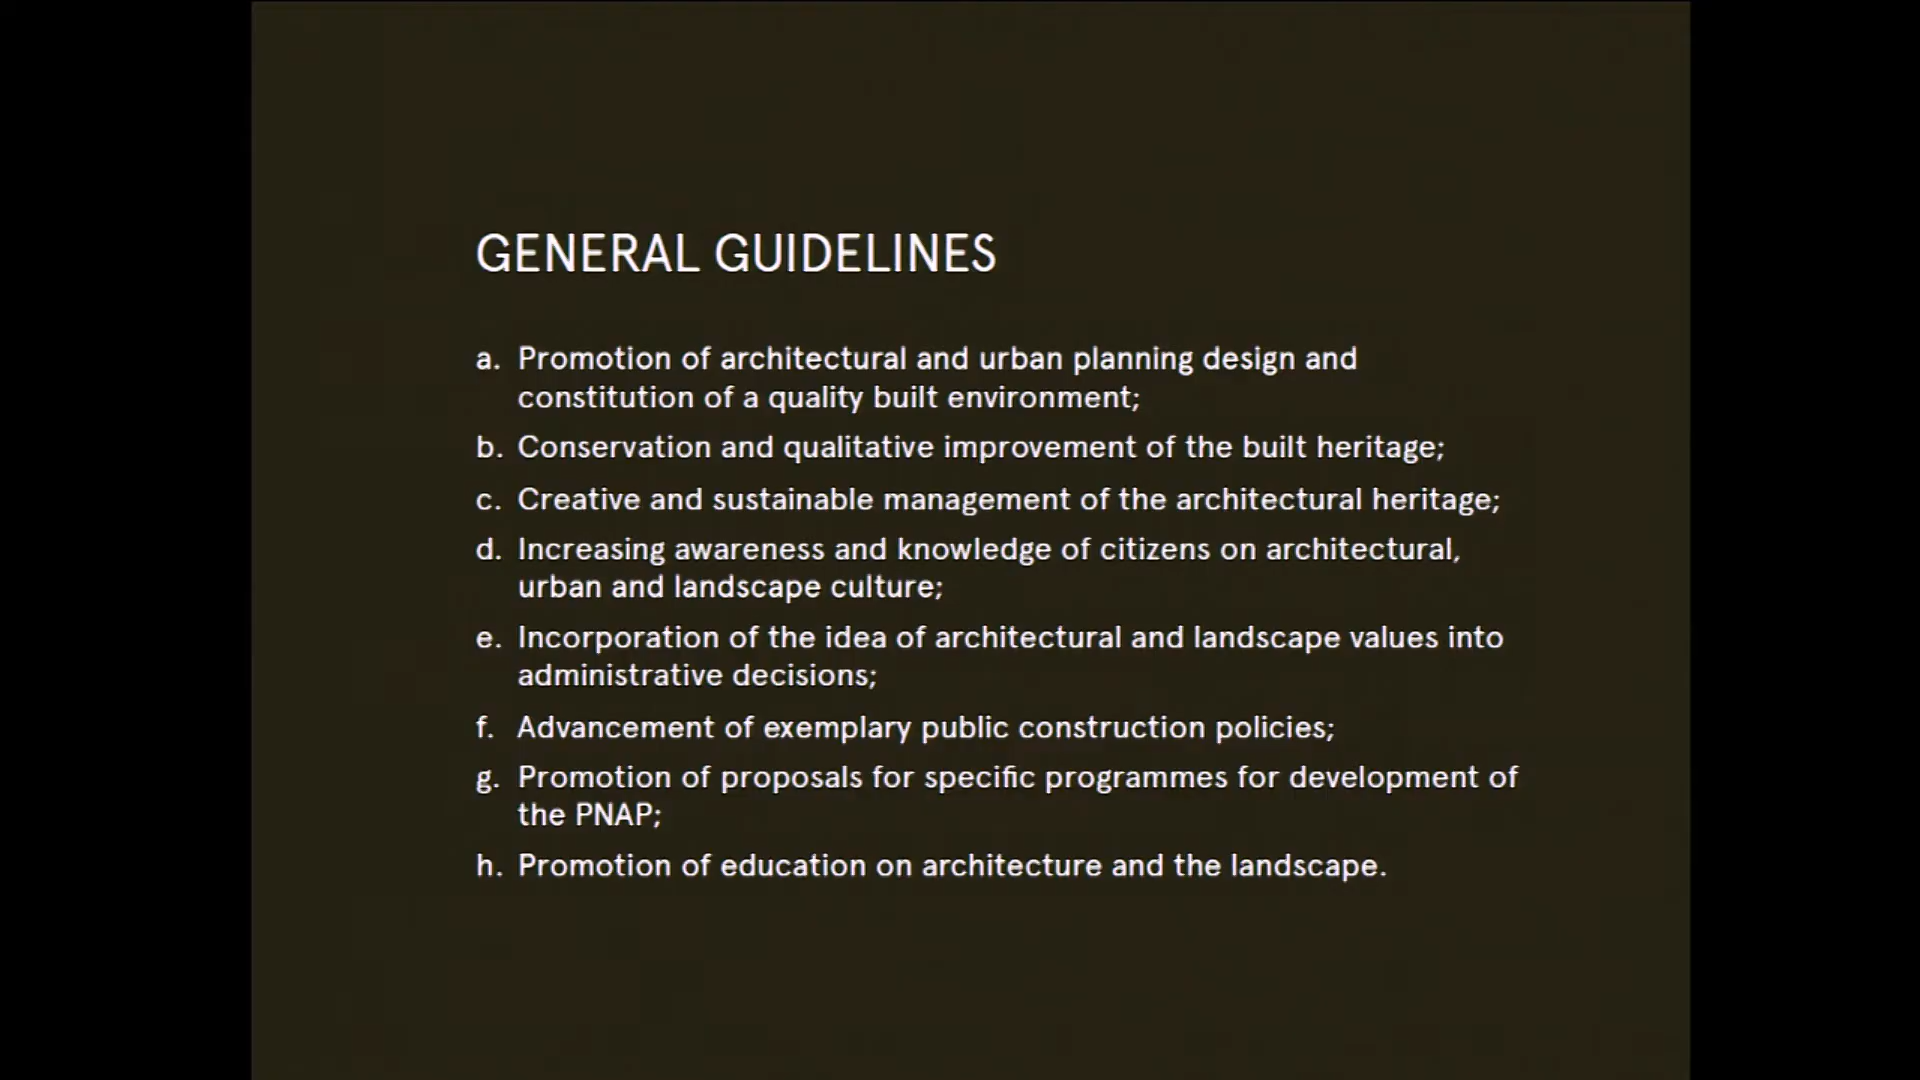 GENERAL GUIDELINES
a. Promotion of architectural and urban planning design and
constitution of a quality built environment;
b. Conservation and qualitative improvement of the built heritage;
c. Creative and sustainable management of the architectural heritage;
d. Increasing awareness and knowledge of citizens on architectural,
urban and landscape culture;
e. Incorporation of the idea of architectural and landscape values into
administrative decisions;
f. Advancement of exemplary public construction policies;
g. Promotion of proposals for specific programmes for development of
the PNAP;
h. Promotion of education on architecture and the landscape.